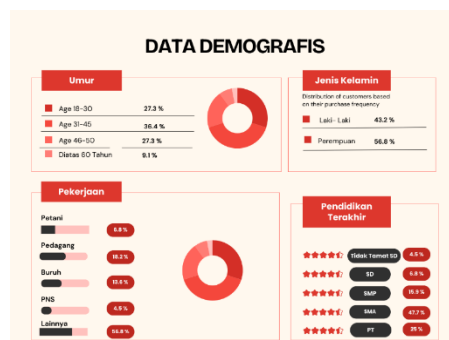 DATA DEMOGRAFIS
Umur
Age 18-30 27.3 %
Age 31-45 36.4 %
Age 46-50 27.3 %
Diatas 60 Tahun 9.1 %
Jenis Kelamin
Distribution of customers based
on their purchase frequency
Laki- Laki 43.2 %
Parempuan 56.8 %
Pekerjaan
Petani
6.8 %
Pedagang
18.2 %
Buruh
13.6 %
PNS
4.5 %
Lainnya
56.8 %
Pendidikan
Terakhir
Tidak Tamat SD 4.5 %
SD 6.8 %
SMP 15.9 %
SMA 47.7 %
PT 25 %